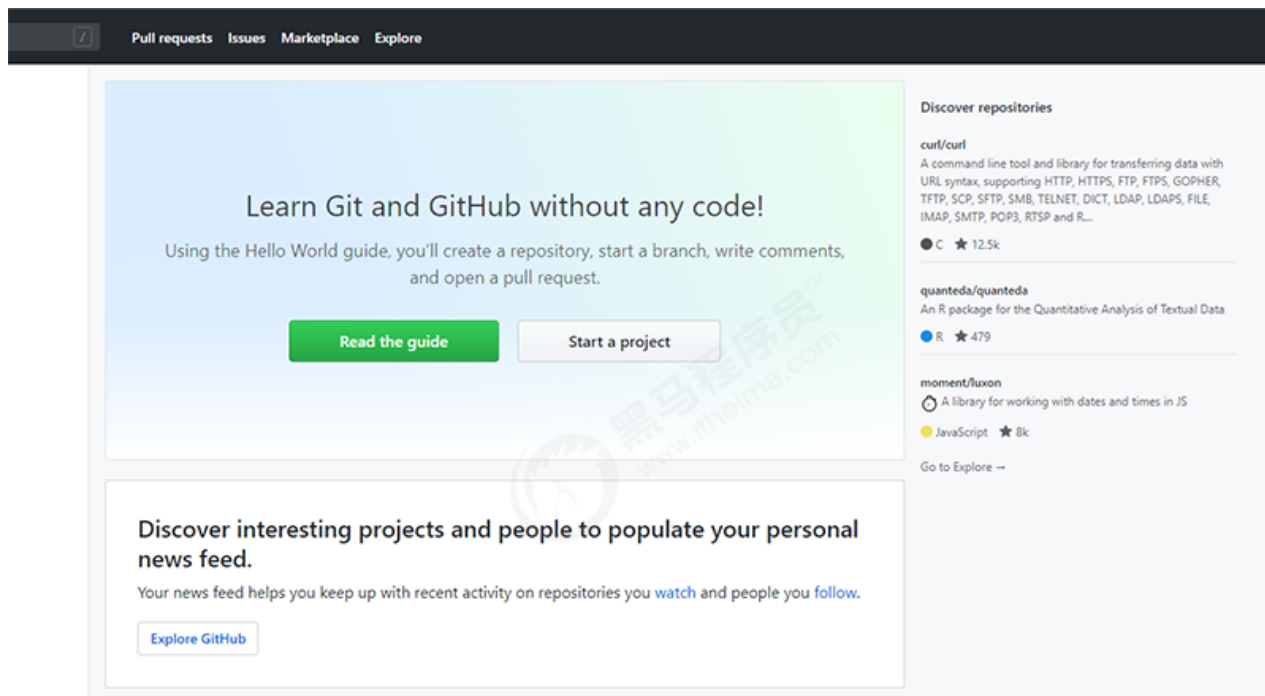 /
Pull requests Issues Marketplace Explore
Learn Git and GitHub without any code!
Using the Hello World guide, you'll create a repository, start a branch, write comments,
and open a pull request.
Read the guide
Start a project
Discover interesting projects and people to populate your personal
news feed.
Your news feed helps you keep up with recent activity on repositories you watch and people you follow.
Explore GitHub
Discover repositories
curl/curl
A command line tool and library for transferring data with
URL syntax, supporting HTTP, HTTPS, FTP, FTPS, GOPHER,
TFTP, SCP, SFTP, SMB, TELNET, DICT, LDAP, LDAPS, FILE,
IMAP, SMTP, POP3, RTSP and R...
C ★ 12.5k
quanteda/quanteda
An R package for the Quantitative Analysis of Textual Data
R ★ 479
moment/luxon
A library for working with dates and times in JS
JavaScript ★ 8k
Go to Explore →
黑马程序员™
www.itheima.com